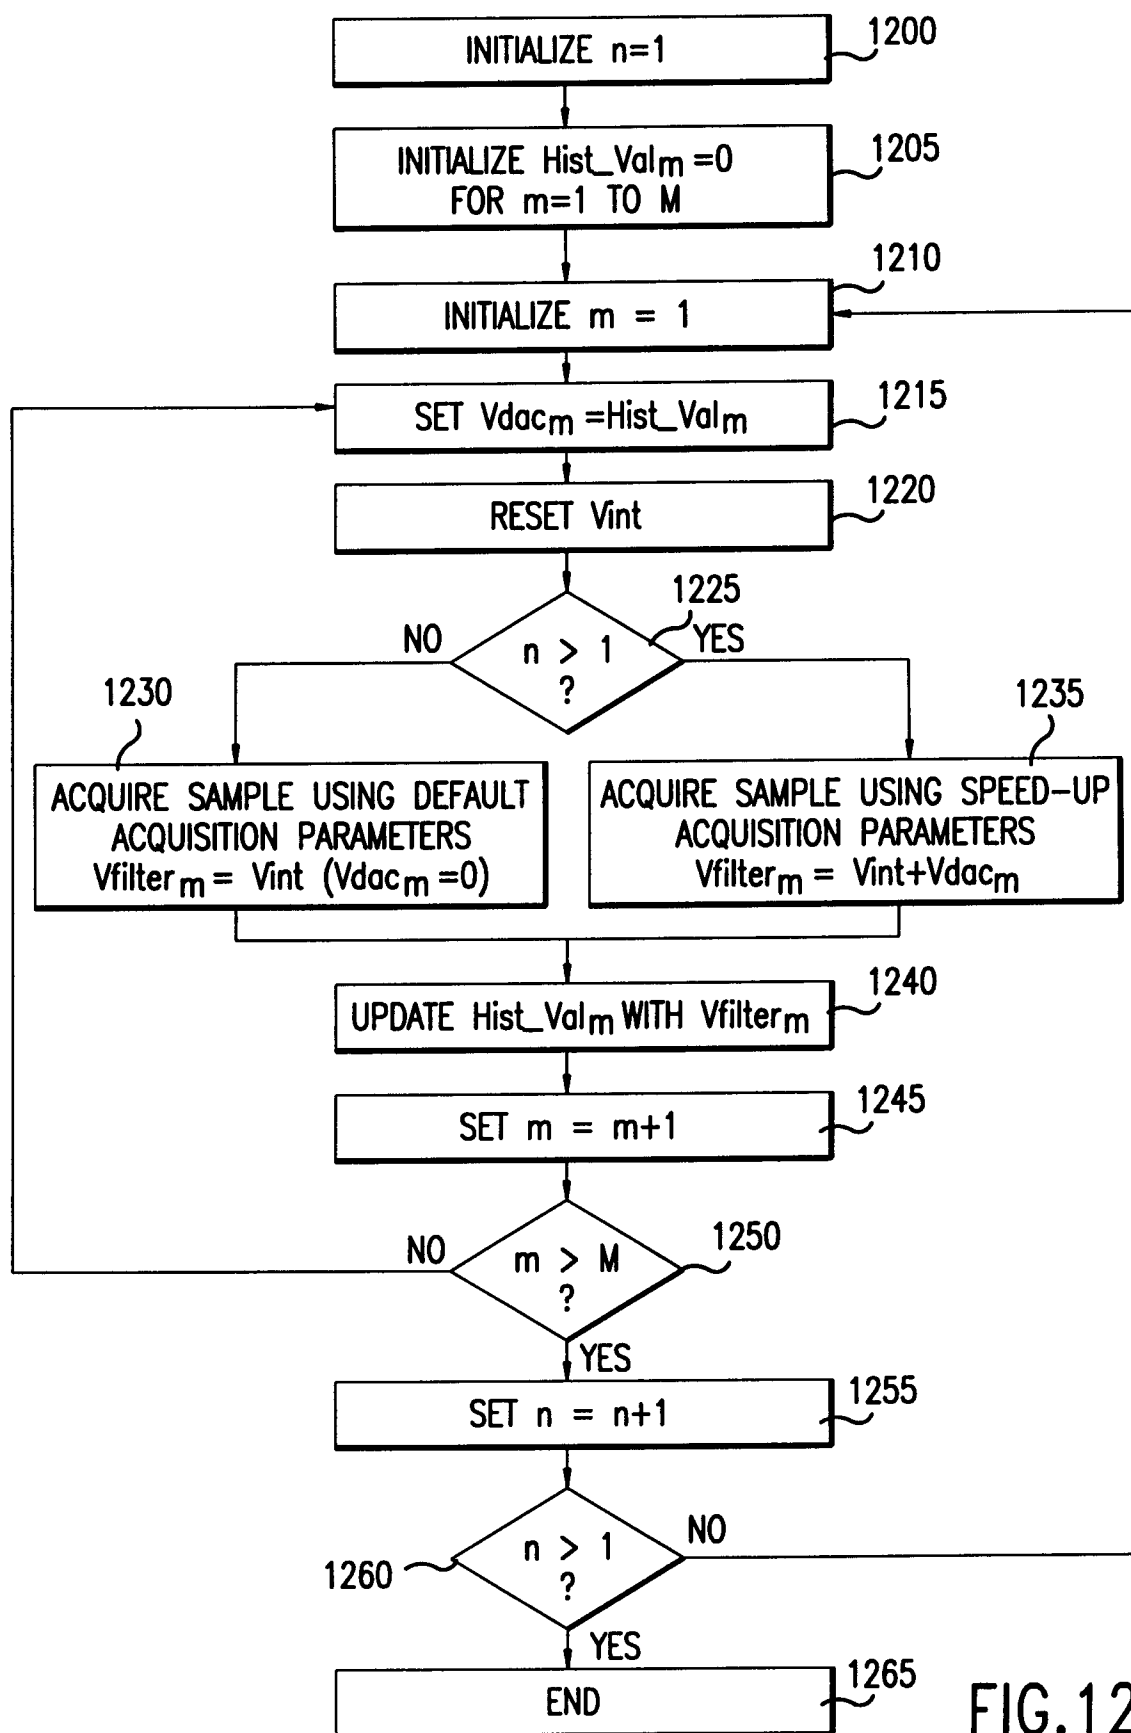 INITIALIZE n=1
1200
INITIALIZE Hist_Valm=0
FOR m=1 TO M
1205
INITIALIZE m = 1
1210
SET Vdacm=Hist_Valm
1215
RESET Vint
1220
n > 1
?
1225
NO
YES
1230
ACQUIRE SAMPLE USING DEFAULT
ACQUISITION PARAMETERS
Vfilterm= Vint (Vdacm=0)
1235
ACQUIRE SAMPLE USING SPEED-UP
ACQUISITION PARAMETERS
Vfilterm= Vint+Vdacm
UPDATE Hist_Valm WITH Vfilterm
1240
SET m = m+1
1245
m > M
?
1250
NO
YES
SET n = n+1
1255
n > 1
?
1260
NO
YES
END
1265
FIG.12